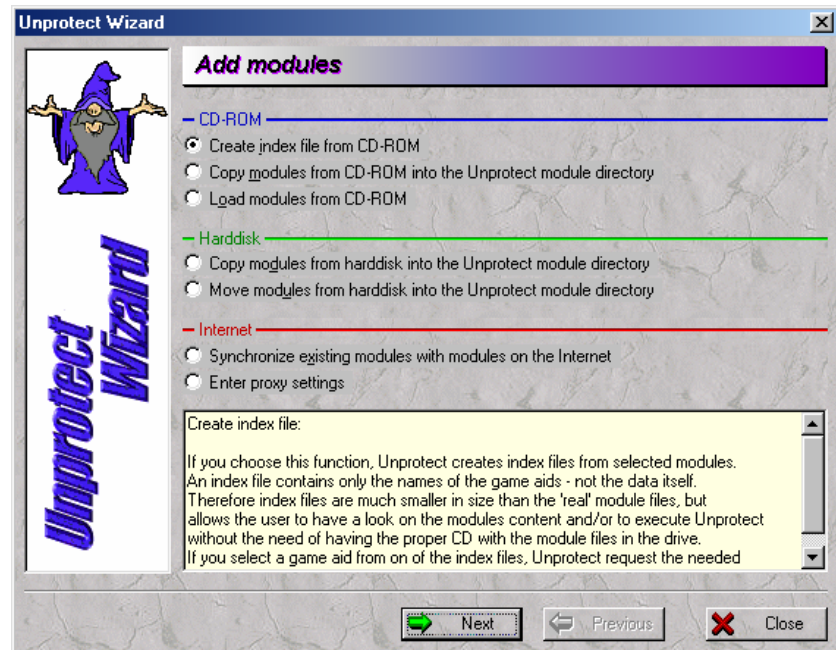 Unprotect Wizard
Add modules
CD-ROM
Create index file from CD-ROM
Copy modules from CD-ROM into the Unprotect module directory
Load modules from CD-ROM
Harddisk
Copy modules from harddisk into the Unprotect module directory
Move modules from harddisk into the Unprotect module directory
Internet
Synchronize existing modules with modules on the Internet
Enter proxy settings
Unprotect
Wizard
Create index file:
If you choose this function, Unprotect creates index files from selected modules.
An index file contains only the names of the game aids - not the data itself.
Therefore index files are much smaller in size than the 'real' module files, but
allows the user to have a look on the modules content and/or to execute Unprotect
without the need of having the proper CD with the module files in the drive.
If you select a game aid from on of the index files, Unprotect request the needed
Next
Previous
Close